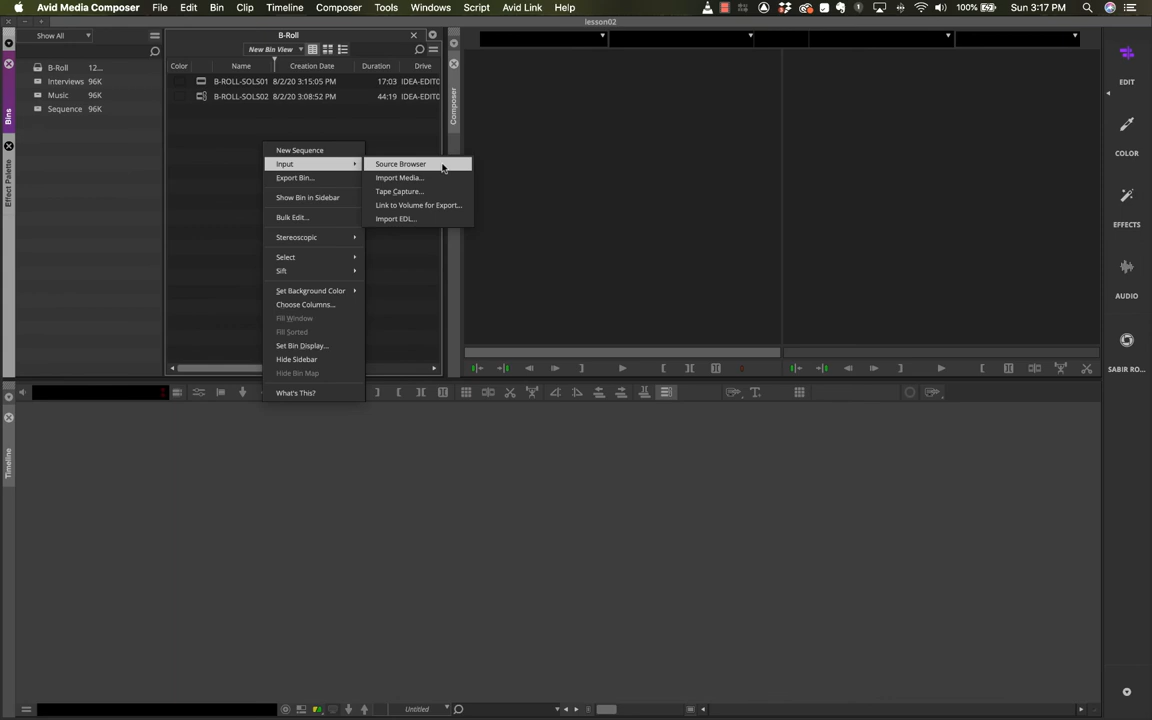 Avid Media Composer File Edit Bin Clip Timeline Composer Tools Windows Script Avid Link Help 100% Sun 3:17 PM
lesson02
Show All
B-Roll 12...
Interviews 96K
Music 96K
Sequence 96K
Bins
Effect Palette
B-Roll
New Bin View
Color Name Creation Date Duration Drive
B-ROLL-SOLS01 8/2/20 3:15:05 PM 17:03 IDEA-EDITO
B-ROLL-SOLS02 8/2/20 3:08:52 PM 44:19 IDEA-EDITO
New Sequence
Input
Export Bin...
Show Bin in Sidebar
Bulk Edit...
Stereoscopic
Select
Sift
Set Background Color
Choose Columns...
Fill Window
Fill Sorted
Set Bin Display...
Hide Sidebar
Hide Bin Map
What's This?
Source Browser
Import Media...
Tape Capture...
Link to Volume for Export...
Import EDL...
Composer
EDIT
COLOR
EFFECTS
AUDIO
SABIR RO...
Timeline
Untitled